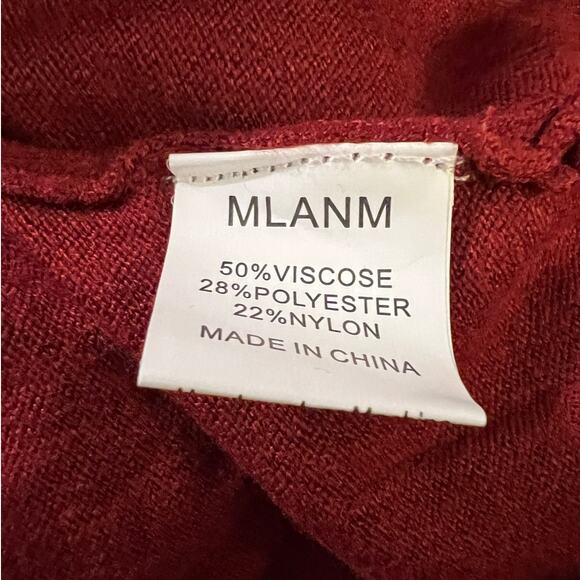 MLANM
50%VISCOSE
28%POLYESTER
22%NYLON
MADE IN CHINA